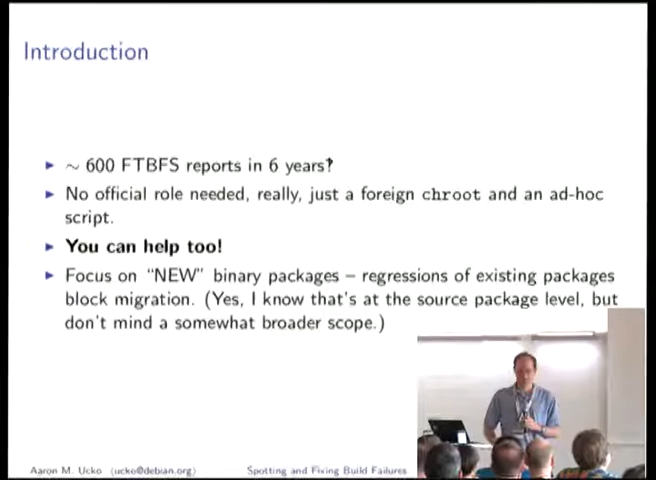 Introduction
~ 600 FTBFS reports in 6 years‽
No official role needed, really, just a foreign chroot and an ad-hoc
script.
You can help too!
Focus on “NEW” binary packages – regressions of existing packages
block migration. (Yes, I know that's at the source package level, but
don't mind a somewhat broader scope.)
Aaron M. Ucko (ucko@debian.org)
Spotting and Fixing Build Failures